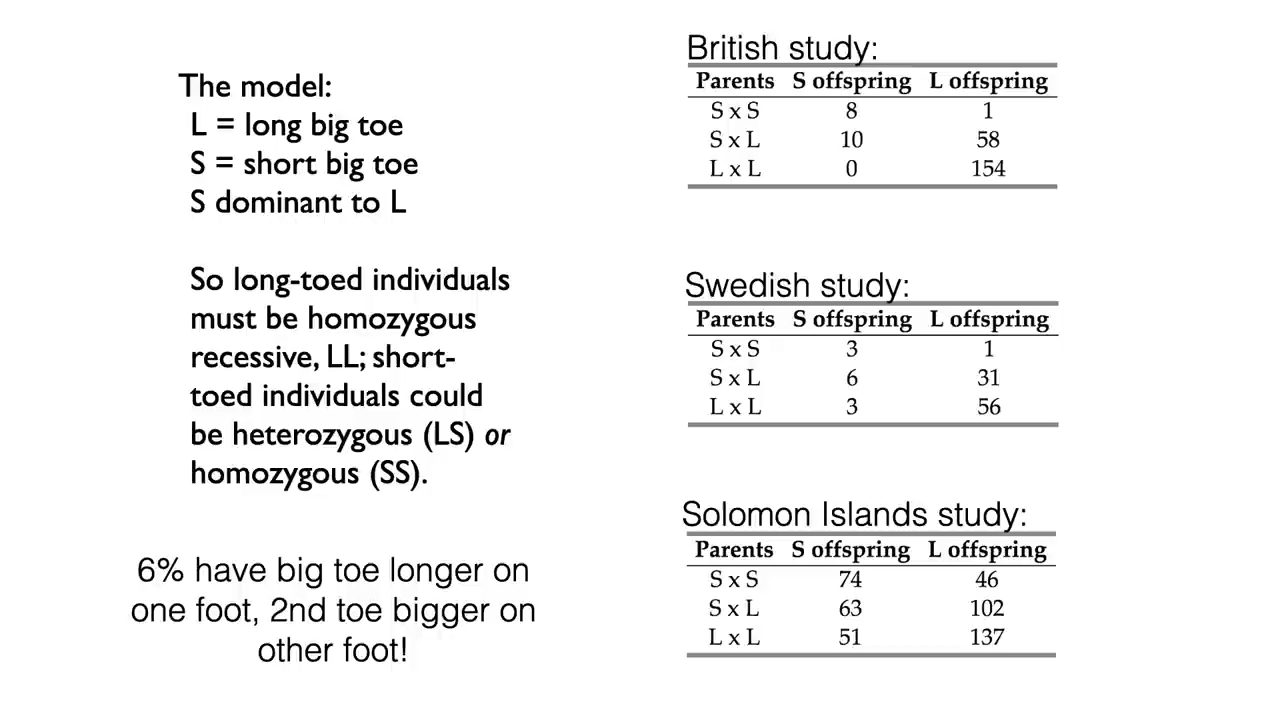 The model:
L = long big toe
S = short big toe
S dominant to L
So long-toed individuals
must be homozygous
recessive, LL; short-
toed individuals could
be heterozygous (LS) or
homozygous (SS).
6% have big toe longer on
one foot, 2nd toe bigger on
other foot!
British study:
Parents S offspring L offspring
S x S 8 1
S x L 10 58
L x L 0 154
Swedish study:
Parents S offspring L offspring
S x S 3 1
S x L 6 31
L x L 3 56
Solomon Islands study:
Parents S offspring L offspring
S x S 74 46
S x L 63 102
L x L 51 137